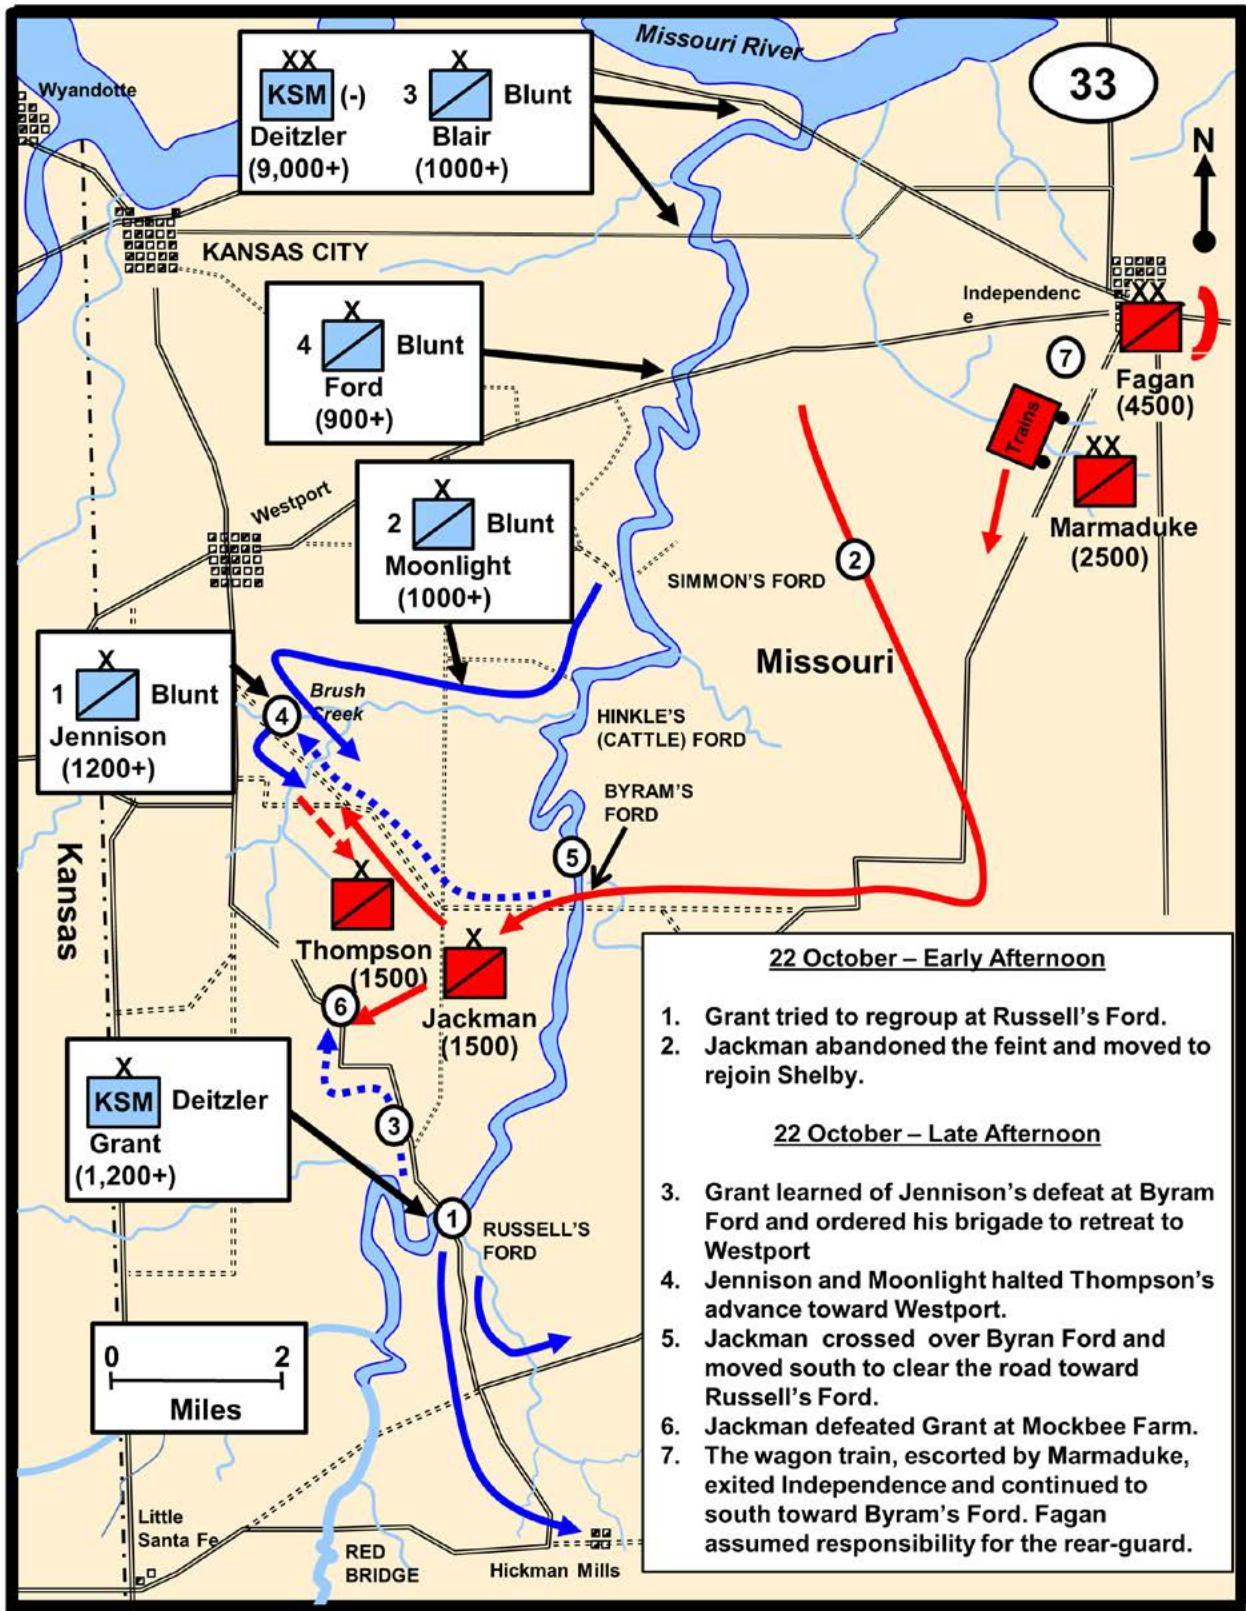 Missouri River
33
Wyandotte
XX
X
KSM (-)
3
Blunt
Deitzler
Blair
(9,000+)
(1000+)
N
KANSAS CITY
X
4
Blunt
Ford
(900+)
Independenc
e
XX
7
Fagan
(4500)
Trains
XX
Marmaduke
(2500)
Westport
X
2
Blunt
Moonlight
(1000+)
2
SIMMON'S FORD
Missouri
X
1
Blunt
Jennison
(1200+)
4
Brush
Creek
HINKLE'S
(CATTLE) FORD
BYRAM'S
FORD
5
Kansas
X
Thompson
(1500)
X
Jackman
(1500)
6
X
KSM
Deitzler
Grant
(1,200+)
3
1
RUSSELL'S
FORD
0
2
Miles
Little
Santa Fe
RED
BRIDGE
Hickman Mills
22 October – Early Afternoon
1. Grant tried to regroup at Russell's Ford.
2. Jackman abandoned the feint and moved to
rejoin Shelby.
22 October – Late Afternoon
3. Grant learned of Jennison's defeat at Byram
Ford and ordered his brigade to retreat to
Westport
4. Jennison and Moonlight halted Thompson's
advance toward Westport.
5. Jackman crossed over Byran Ford and
moved south to clear the road toward
Russell's Ford.
6. Jackman defeated Grant at Mockbee Farm.
7. The wagon train, escorted by Marmaduke,
exited Independence and continued to
south toward Byram's Ford. Fagan
assumed responsibility for the rear-guard.